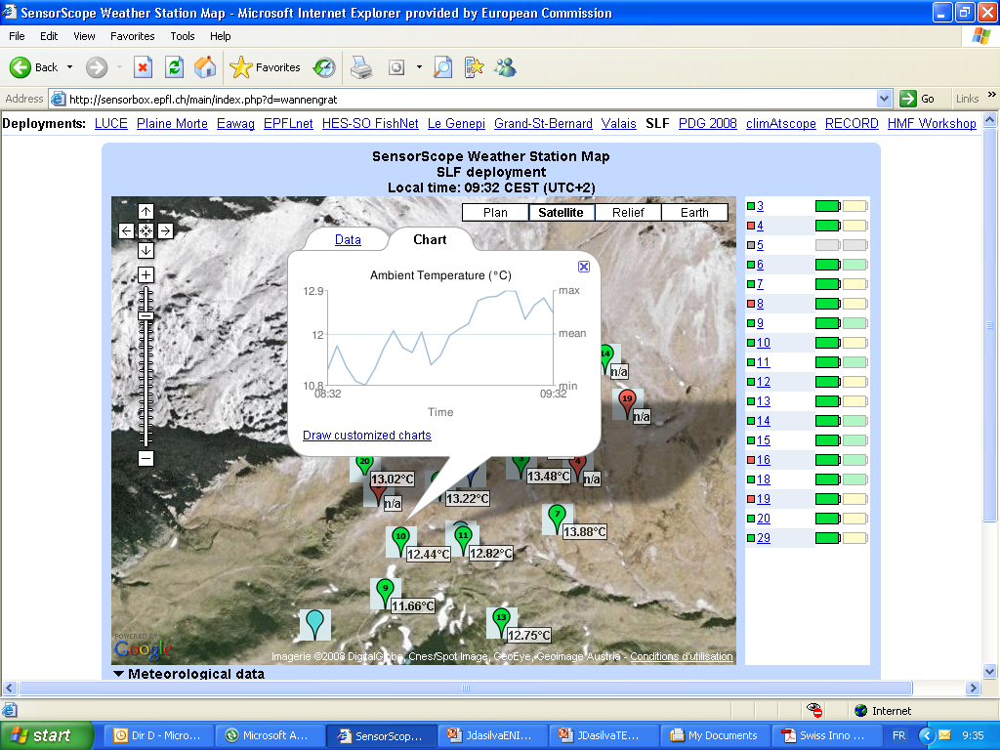 SensorScope Weather Station Map - Microsoft Internet Explorer provided by European Commission
File Edit View Favorites Tools Help
Back Favorites
Address http://sensorbox.epfl.ch/main/index.php?d=wannengrat Go Links »
Deployments: LUCE Plaine Morte Eawag EPFLnet HES-SO FishNet Le Genepi Grand-St-Bernard Valais SLF PDG 2008 climAtscope RECORD HMF Workshop
SensorScope Weather Station Map
SLF deployment
Local time: 09:32 CEST (UTC+2)
Plan Satellite Relief Earth
Data Chart
Ambient Temperature (°C)
12.9 max
12 mean
10.8 min
08:32 09:32
Time
Draw customized charts
14
n/a
19
n/a
20
13.02°C
n/a
13.22°C
3
13.48°C
4
n/a
7
13.88°C
10
12.44°C
11
12.82°C
9
11.66°C
13
12.75°C
POWERED BY
Google
Imagerie ©2008 DigitalGlobe, Cnes/Spot Image, GeoEye, Geoimage Austria - Conditions d'utilisation
3
4
5
6
7
8
9
10
11
12
13
14
15
16
18
19
20
29
Meteorological data
Internet
start Dir D - Micro... Microsoft A... SensorScop... JdasilvaENI... JDasilvaTE... My Documents Swiss Inno ... FR 9:35